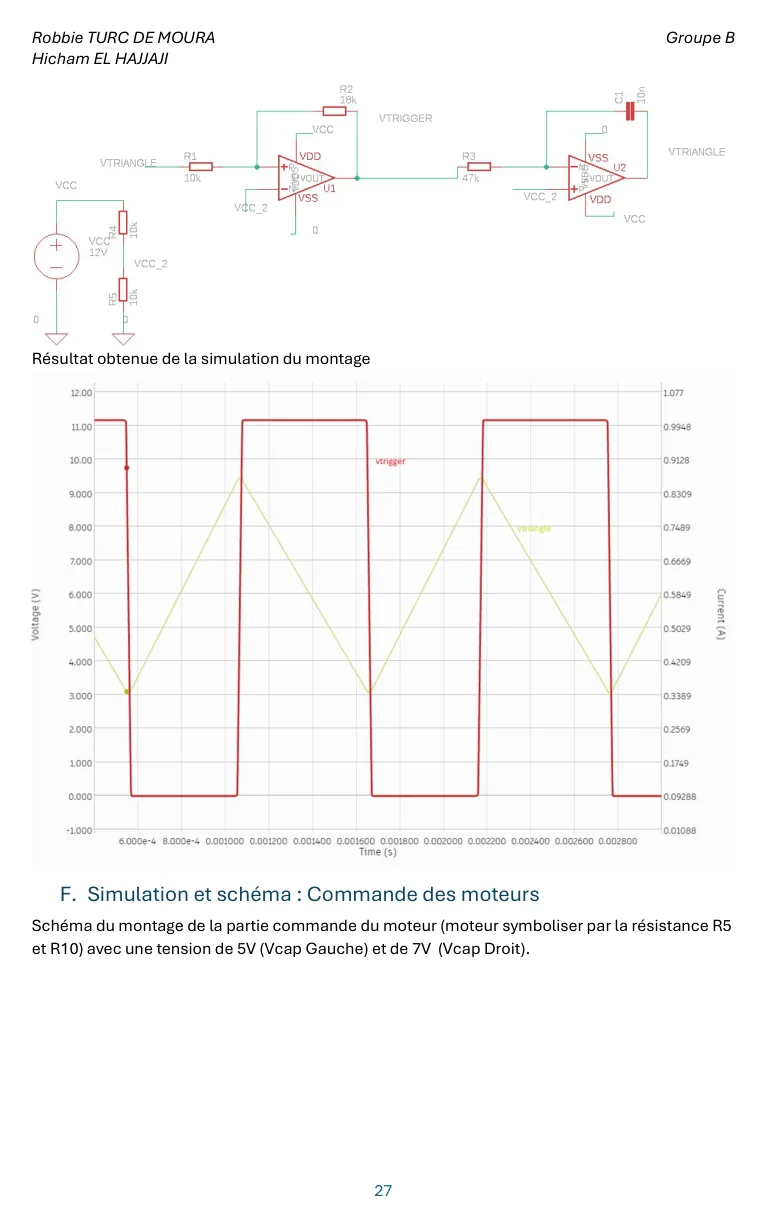 Robbie TURC DE MOURA
Groupe B
Hicham EL HAJJAJI
R2
18k
VCC
VTRIGGER
C1
10n
0
VTRIANGLE
R1
10k
VTRIANGLE
VDD
VOUT
U1
VSS
VCC_2
0
R3
47k
VSS
U2
VOUT
VDD
VCC_2
VCC
VCC
VCC
12V
R4
10k
VCC_2
R5
10k
0
0
Résultat obtenue de la simulation du montage
12.00
11.00
10.00
9.000
8.000
7.000
6.000
5.000
4.000
3.000
2.000
1.000
0.000
-1.000
Voltage (V)
vtrigger
vtriangle
1.077
0.9948
0.9128
0.8309
0.7489
0.6669
0.5849
0.5029
0.4209
0.3389
0.2569
0.1749
0.09288
0.01088
Current (A)
6.000e-4 8.000e-4 0.001000 0.001200 0.001400 0.001600 0.001800 0.002000 0.002200 0.002400 0.002600 0.002800
Time (s)
F. Simulation et schéma : Commande des moteurs
Schéma du montage de la partie commande du moteur (moteur symboliser par la résistance R5
et R10) avec une tension de 5V (Vcap Gauche) et de 7V (Vcap Droit).
27